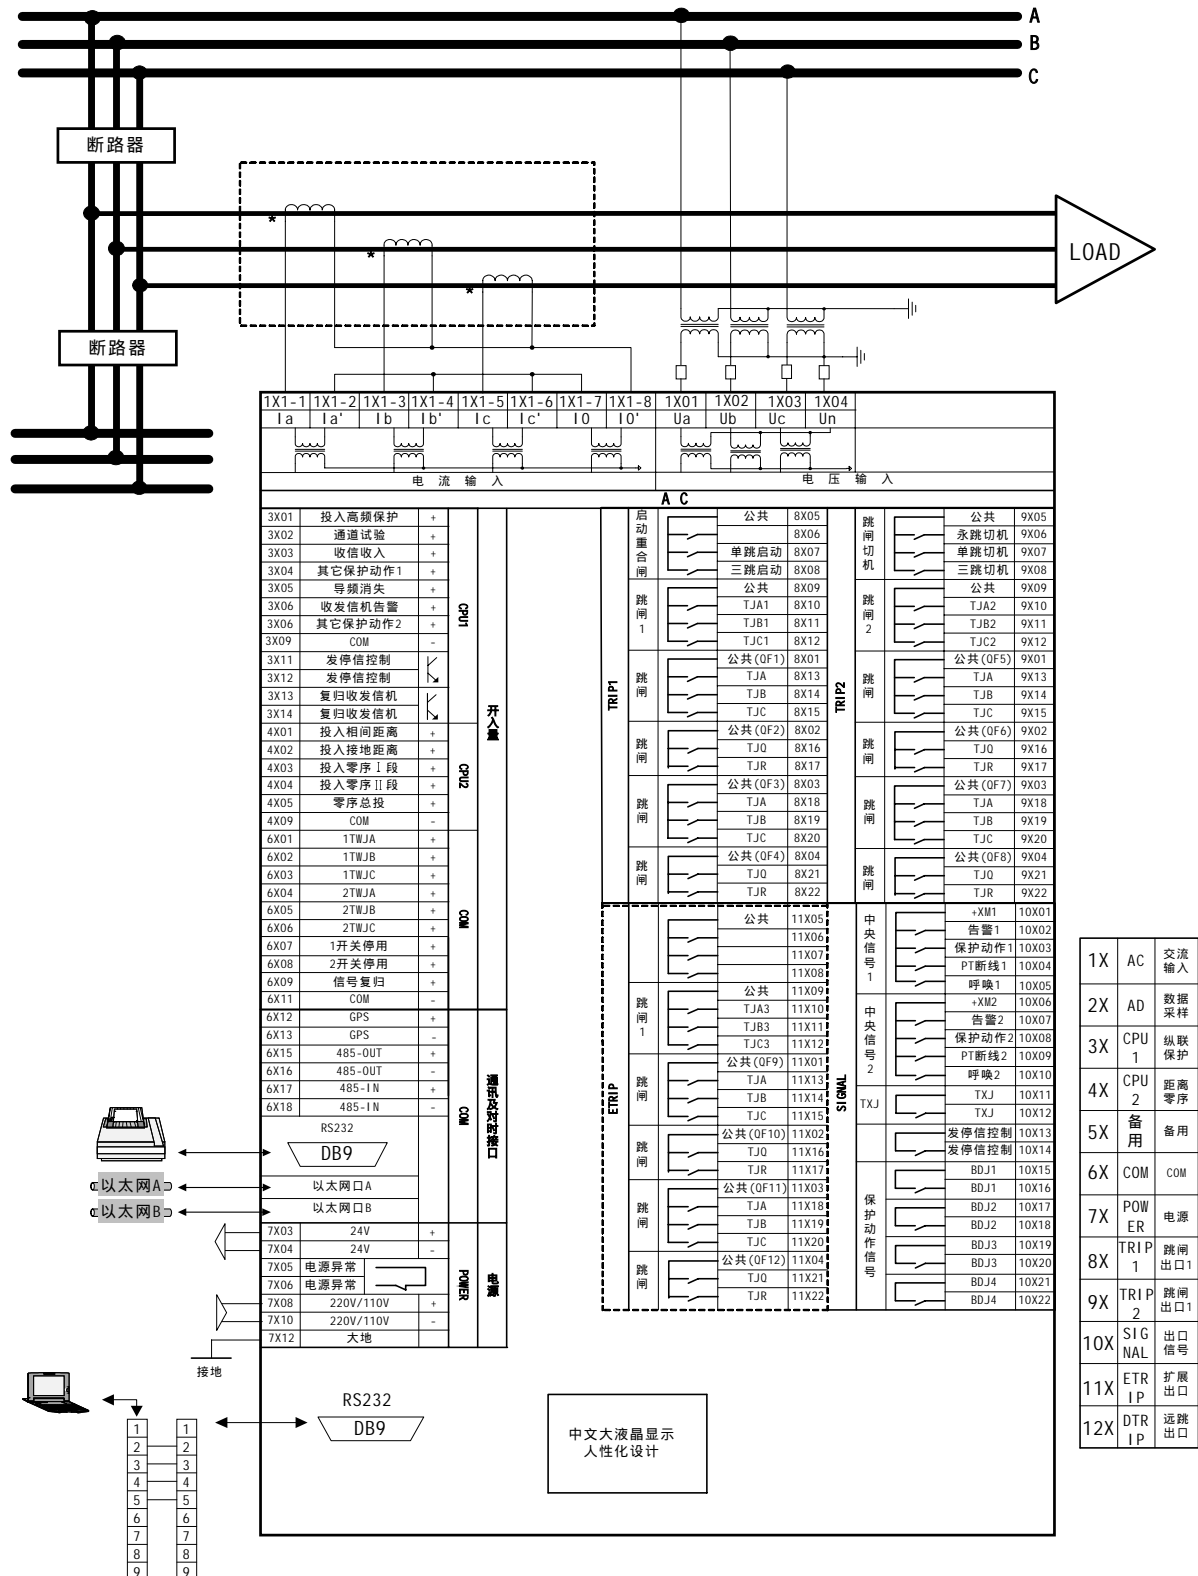 A
B
C
断路器
*
*
*
LOAD
断路器
1X1-1 1X1-2 1X1-3 1X1-4 1X1-5 1X1-6 1X1-7 1X1-8 1X01 1X02 1X03 1X04
Ia Ia' Ib Ib' Ic Ic' I0 I0' Ua Ub Uc Un
电流输入 电压输入
AC
3X01 投入高频保护 +
3X02 通道试验 +
3X03 收信收入 +
3X04 其它保护动作1 +
3X05 导频消失 +
3X06 收发信机告警 +
3X06 其它保护动作2 +
3X09 COM -
3X11 发停信控制
3X12 发停信控制
3X13 复归收发信机
3X14 复归收发信机
CPU1
4X01 投入相间距离 +
4X02 投入接地距离 +
4X03 投入零序Ⅰ段 +
4X04 投入零序II段 +
4X05 零序总投 +
4X09 COM -
CPU2
6X01 1TWJA +
6X02 1TWJB +
6X03 1TWJC +
6X04 2TWJA +
6X05 2TWJB +
6X06 2TWJC +
6X07 1开关停用 +
6X08 2开关停用 +
6X09 信号复归 +
6X11 COM -
COM
开入量
6X12 GPS +
6X13 GPS -
6X15 485-OUT +
6X16 485-OUT -
6X17 485-IN +
6X18 485-IN -
RS232
DB9
以太网口A
以太网口B
COM
通讯及对时接口
以太网A
以太网B
7X03 24V +
7X04 24V -
7X05 电源异常
7X06 电源异常
7X08 220V/110V +
7X10 220V/110V -
7X12 大地
POWER
电源
接地
TRIP1
启动重合闸
公共 8X05
8X06
单跳启动 8X07
三跳启动 8X08
跳闸1
公共 8X09
TJA1 8X10
TJB1 8X11
TJC1 8X12
跳闸
公共(QF1) 8X01
TJA 8X13
TJB 8X14
TJC 8X15
跳闸
公共(QF2) 8X02
TJQ 8X16
TJR 8X17
跳闸
公共(QF3) 8X03
TJA 8X18
TJB 8X19
TJC 8X20
跳闸
公共(QF4) 8X04
TJQ 8X21
TJR 8X22
TRIP2
跳闸切机
公共 9X05
永跳切机 9X06
单跳切机 9X07
三跳切机 9X08
跳闸2
公共 9X09
TJA2 9X10
TJB2 9X11
TJC2 9X12
跳闸
公共(QF5) 9X01
TJA 9X13
TJB 9X14
TJC 9X15
跳闸
公共(QF6) 9X02
TJQ 9X16
TJR 9X17
跳闸
公共(QF7) 9X03
TJA 9X18
TJB 9X19
TJC 9X20
跳闸
公共(QF8) 9X04
TJQ 9X21
TJR 9X22
ETRIP
公共 11X05
11X06
11X07
11X08
跳闸1
公共 11X09
TJA3 11X10
TJB3 11X11
TJC3 11X12
跳闸
公共(QF9) 11X01
TJA 11X13
TJB 11X14
TJC 11X15
跳闸
公共(QF10) 11X02
TJQ 11X16
TJR 11X17
跳闸
公共(QF11) 11X03
TJA 11X18
TJB 11X19
TJC 11X20
跳闸
公共(QF12) 11X04
TJQ 11X21
TJR 11X22
SIGNAL
中央信号1
+XM1 10X01
告警1 10X02
保护动作1 10X03
PT断线1 10X04
呼唤1 10X05
中央信号2
+XM2 10X06
告警2 10X07
保护动作2 10X08
PT断线2 10X09
呼唤2 10X10
TXJ
TXJ 10X11
TXJ 10X12
发停信控制 10X13
发停信控制 10X14
保护动作信号
BDJ1 10X15
BDJ1 10X16
BDJ2 10X17
BDJ2 10X18
BDJ3 10X19
BDJ3 10X20
BDJ4 10X21
BDJ4 10X22
1X AC 交流输入
2X AD 数据采样
3X CPU1 纵联保护
4X CPU2 距离零序
5X 备用 备用
6X COM COM
7X POWER 电源
8X TRIP1 跳闸出口1
9X TRIP2 跳闸出口1
10X SIGNAL 出口信号
11X ETRIP 扩展出口
12X DTRIP 远跳出口
RS232
DB9
中文大液晶显示
人性化设计
1 1
2 2
3 3
4 4
5 5
6 6
7 7
8 8
9 9